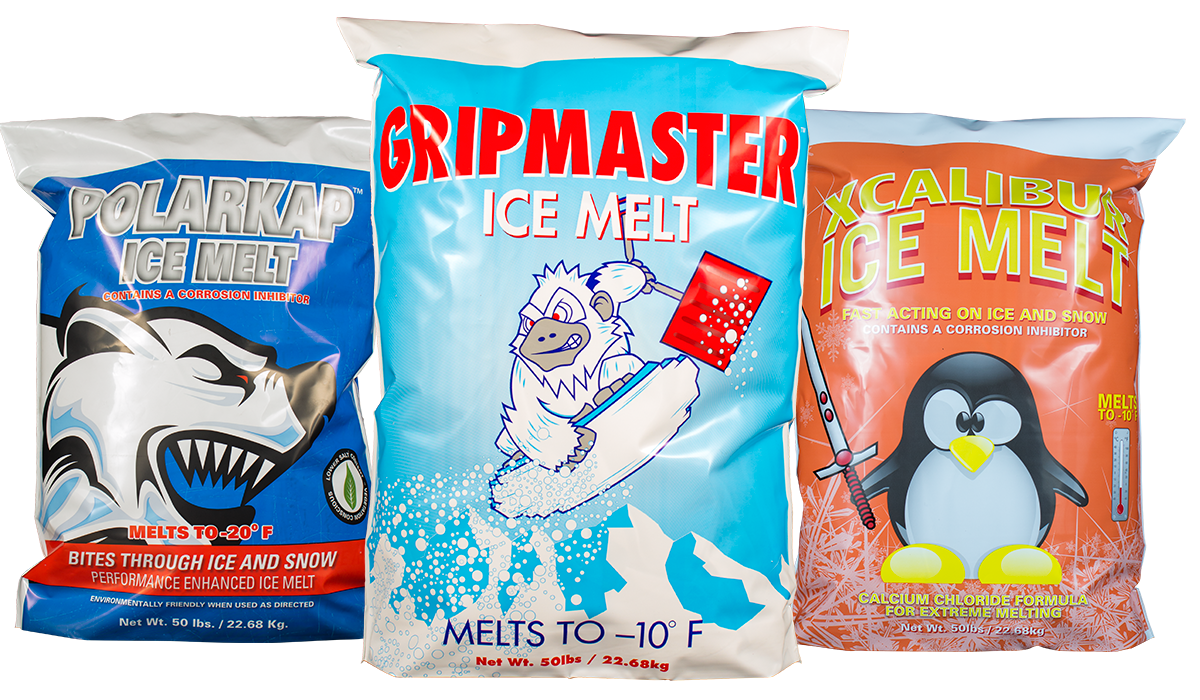 POLARKAP™
ICE MELT
CONTAINS A CORROSION INHIBITOR
MELTS TO -20° F
BITES THROUGH ICE AND SNOW
PERFORMANCE ENHANCED ICE MELT
ENVIRONMENTALLY FRIENDLY WHEN USED AS DIRECTED
Net Wt. 50 lbs. / 22.68 Kg.
GRIPMASTER™
ICE MELT
MELTS TO –10° F
Net Wt. 50lbs / 22.68kg
XCALIBUR®
ICE MELT
FAST ACTING ON ICE AND SNOW
CONTAINS A CORROSION INHIBITOR
MELTS
TO -10° F
CALCIUM CHLORIDE FORMULA
FOR EXTREME MELTING
Net Wt. 50lbs / 22.68kg